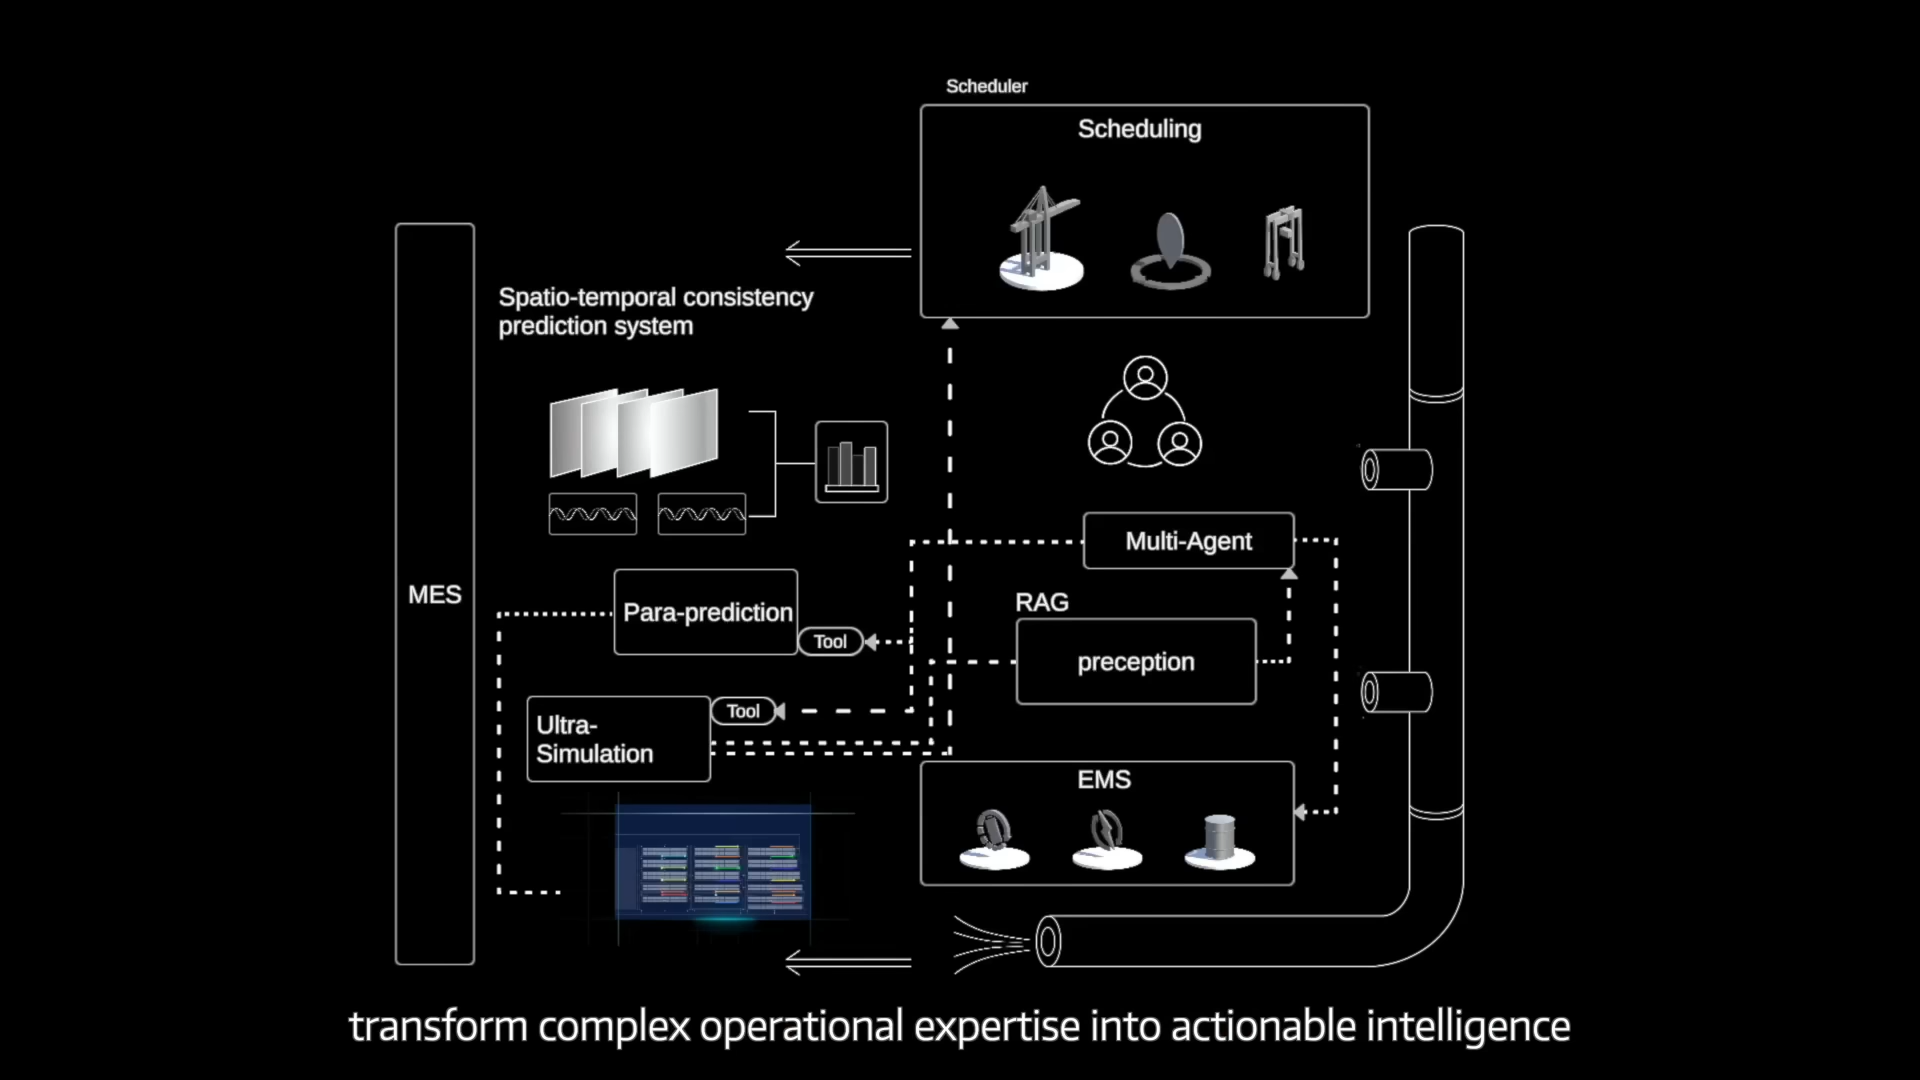 Scheduler
Scheduling
Spatio-temporal consistency
prediction system
MES
Multi-Agent
RAG
Para-prediction
Tool
preception
Tool
Ultra-
Simulation
EMS
transform complex operational expertise into actionable intelligence